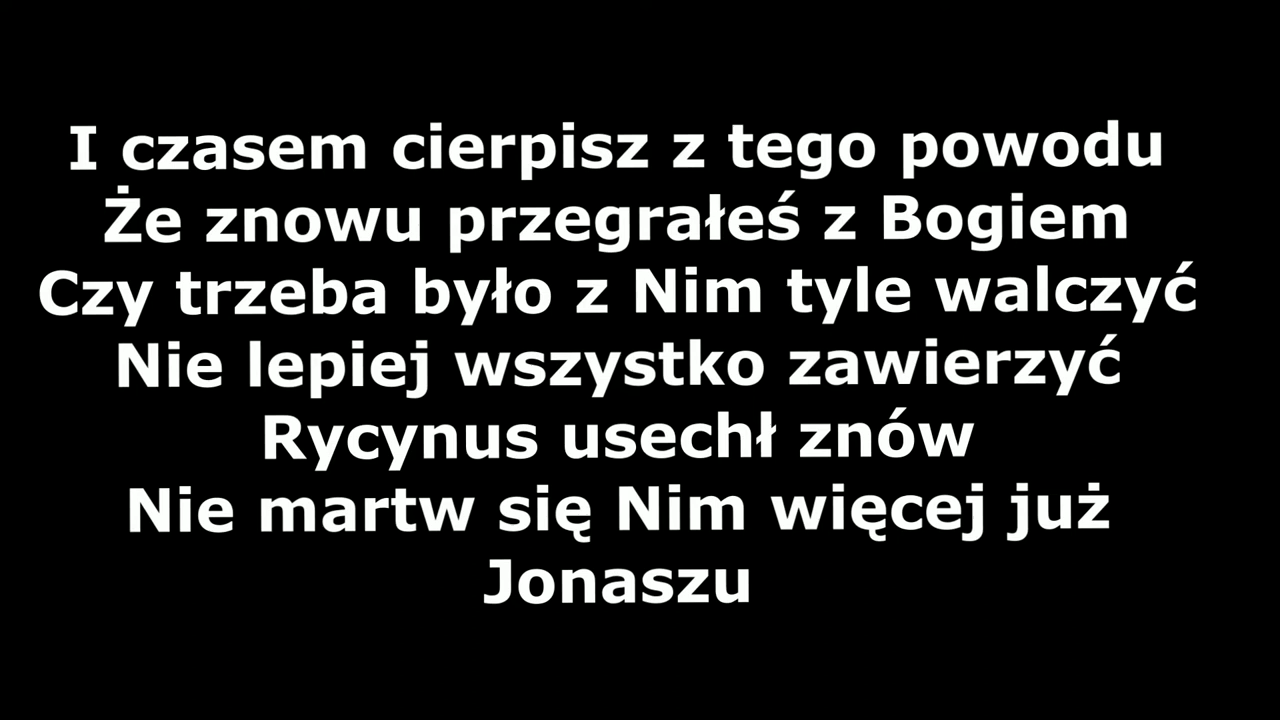 I czasem cierpisz z tego powodu
Że znowu przegrałeś z Bogiem
Czy trzeba było z Nim tyle walczyć
Nie lepiej wszystko zawierzyć
Rycynus usechł znów
Nie martw się Nim więcej już
Jonaszu